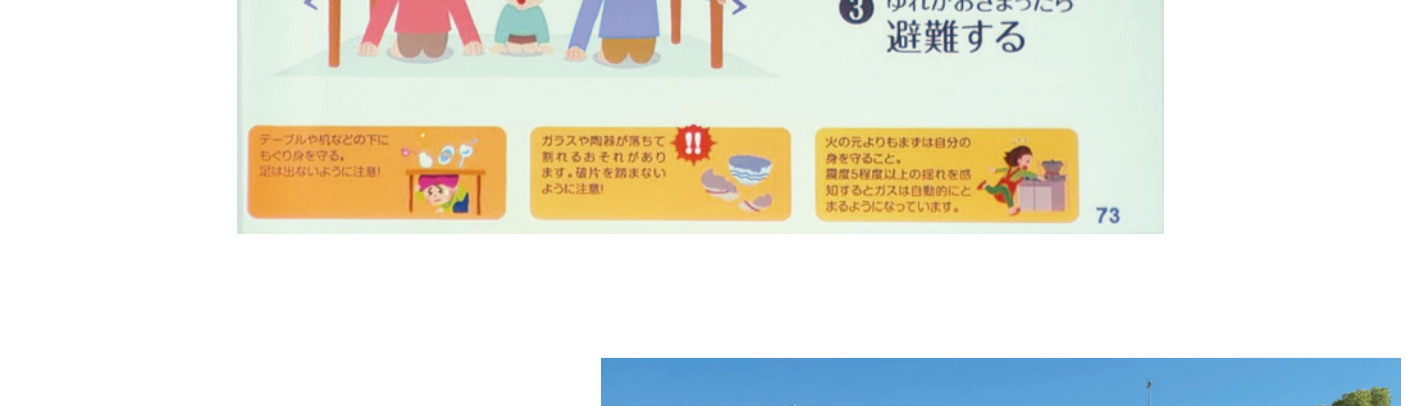 ❸ ゆれがおさまったら
避難する
テーブルや机などの下に
もぐり身を守る。
足は出ないように注意!
ガラスや陶器が落ちて
割れるおそれがあり
ます。破片を踏まない
ように注意!
!!
火の元よりもまずは自分の
身を守ること。
震度5程度以上の揺れを感
知するとガスは自動的にと
まるようになっています。
73